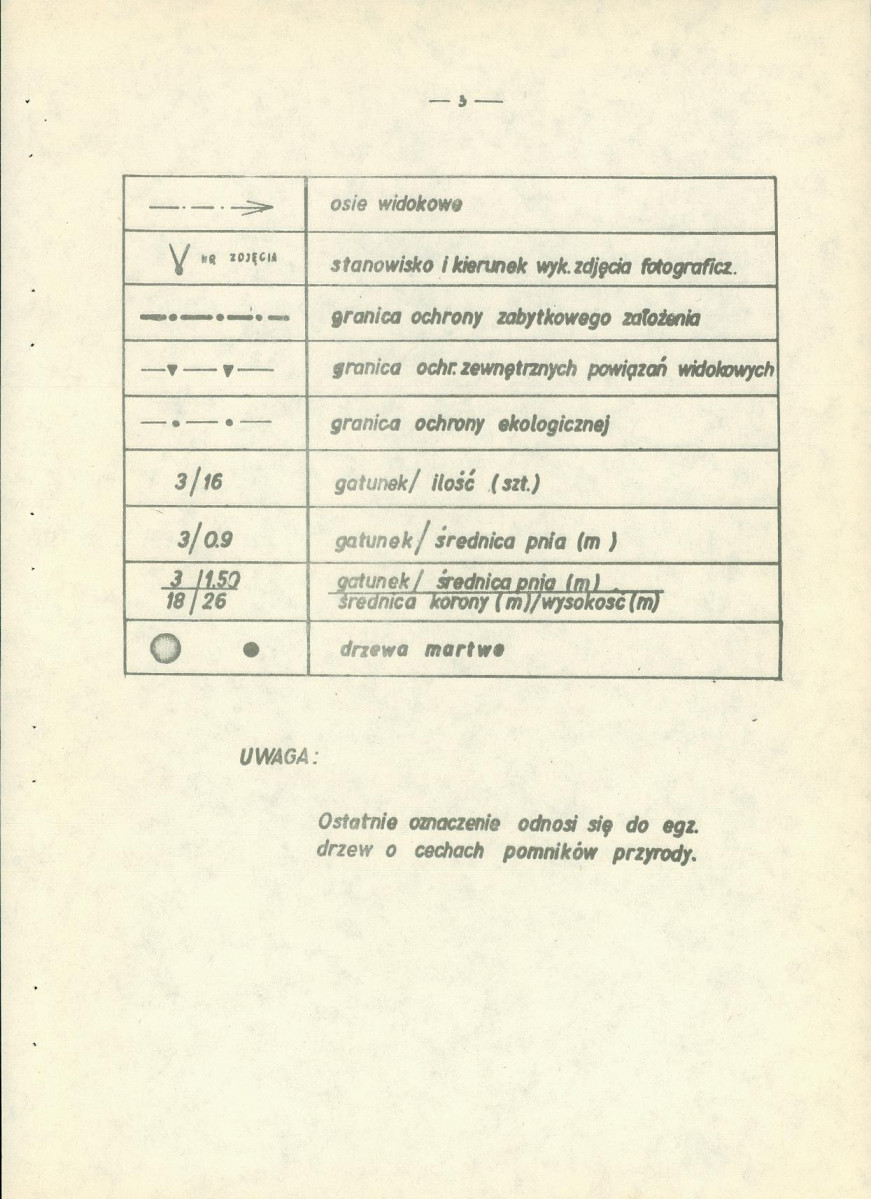 — 3 —
osie widokowe
NR ZDJĘCIA stanowisko i kierunek wyk. zdjęcia fotograficz.
granica ochrony zabytkowego założenia
granica ochr. zewnętrznych powiązań widokowych
granica ochrony ekologicznej
3/16 gatunek/ ilość (szt.)
3/0.9 gatunek/ średnica pnia (m)
3/1.50 gatunek/ średnica pnia (m)
18/26 średnica korony (m)/wysokość (m)
drzewa martwe
UWAGA:
Ostatnie oznaczenie odnosi się do egz.
drzew o cechach pomników przyrody.